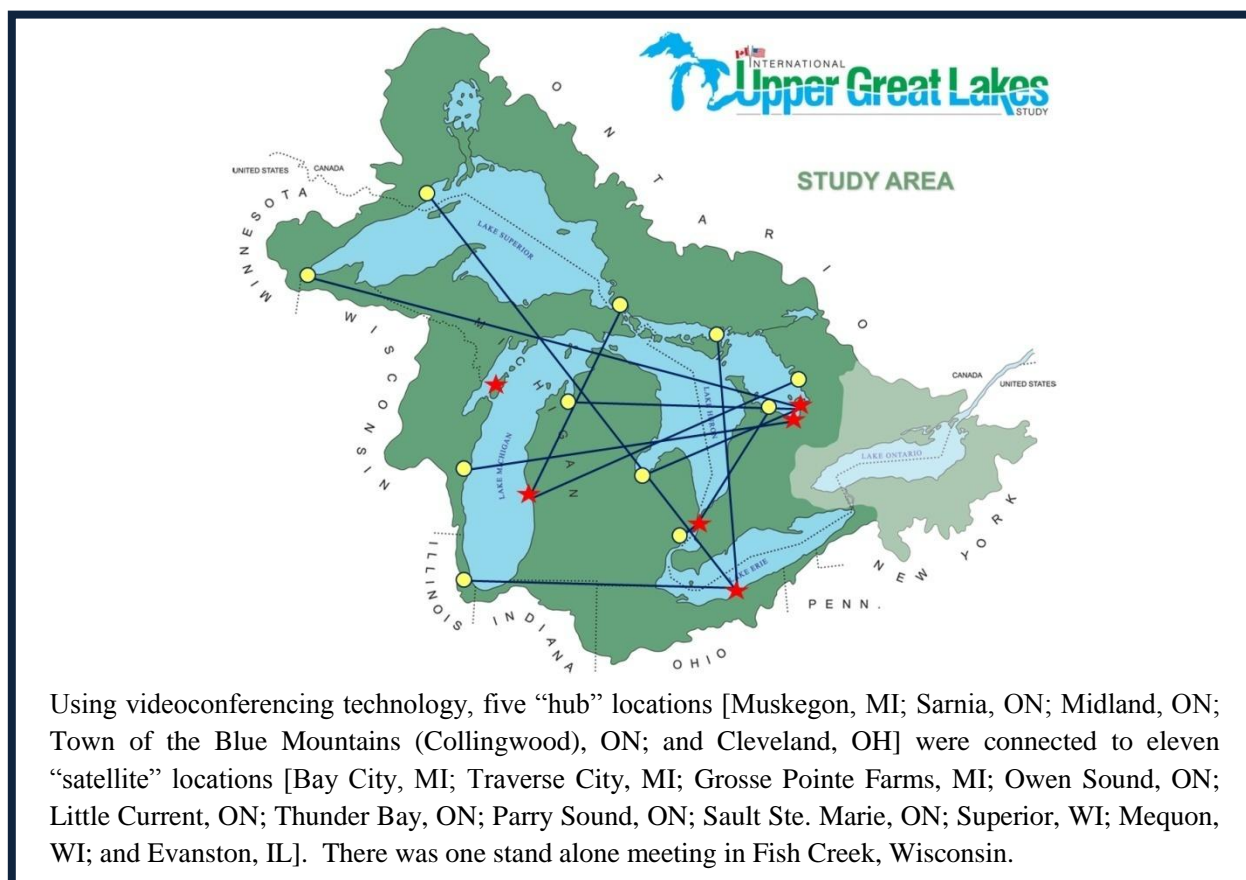 INTERNATIONAL
Upper Great Lakes
STUDY
STUDY AREA
ONTARIO
UNITED STATES
CANADA
MINNESOTA
LAKE SUPERIOR
WISCONSIN
MICHIGAN
CANADA
UNITED STATES
LAKE HURON
LAKE MICHIGAN
LAKE ONTARIO
NEW YORK
ILLINOIS
LAKE ERIE
PENN.
INDIANA
OHIO
Using videoconferencing technology, five “hub” locations [Muskegon, MI; Sarnia, ON; Midland, ON;
Town of the Blue Mountains (Collingwood), ON; and Cleveland, OH] were connected to eleven
“satellite” locations [Bay City, MI; Traverse City, MI; Grosse Pointe Farms, MI; Owen Sound, ON;
Little Current, ON; Thunder Bay, ON; Parry Sound, ON; Sault Ste. Marie, ON; Superior, WI; Mequon,
WI; and Evanston, IL].  There was one stand alone meeting in Fish Creek, Wisconsin.